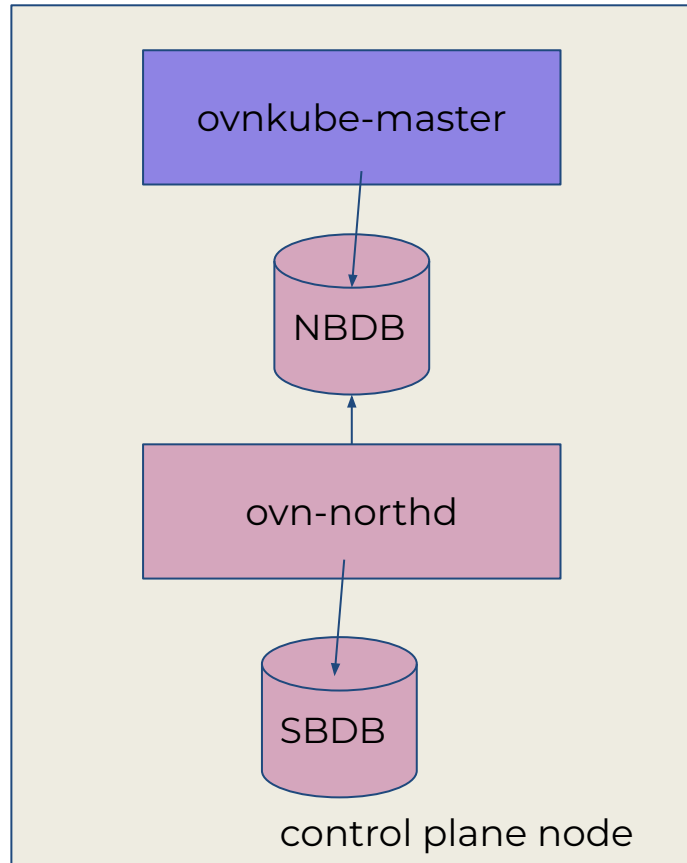 ovnkube-master
NBDB
ovn-northd
SBDB
control plane node